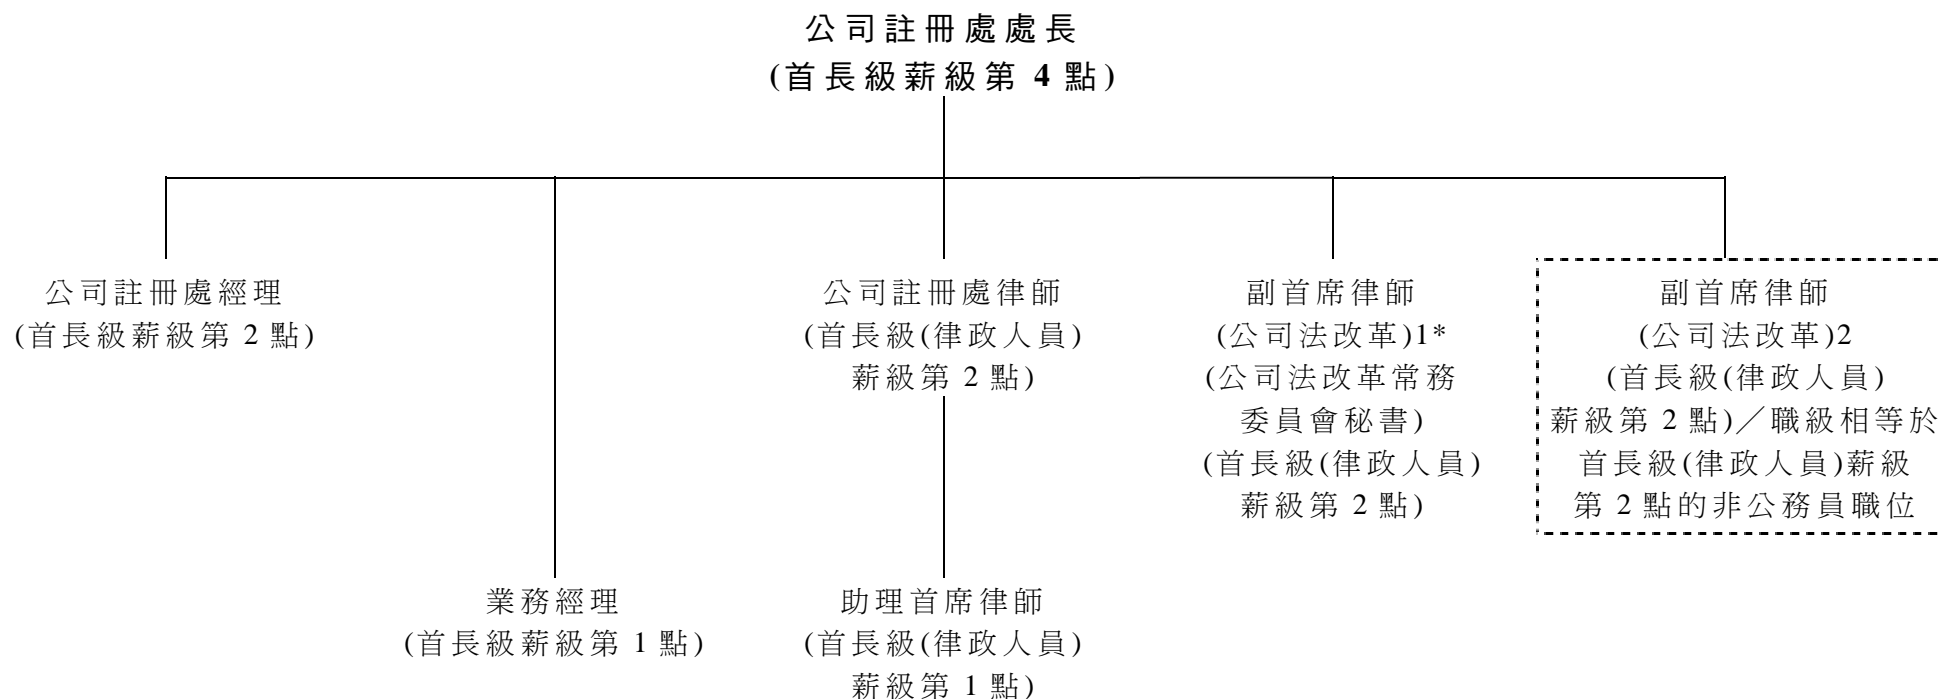 公司註冊處處長
(首長級薪級第 4 點)
公司註冊處經理
(首長級薪級第 2 點)
公司註冊處律師
(首長級(律政人員)
薪級第 2 點)
副首席律師
(公司法改革)1*
(公司法改革常務
委員會秘書)
(首長級(律政人員)
薪級第 2 點)
副首席律師
(公司法改革)2
(首長級(律政人員)
薪級第 2 點)／職級相等於
首長級(律政人員)薪級
第 2 點的非公務員職位
業務經理
(首長級薪級第 1 點)
助理首席律師
(首長級(律政人員)
薪級第 1 點)